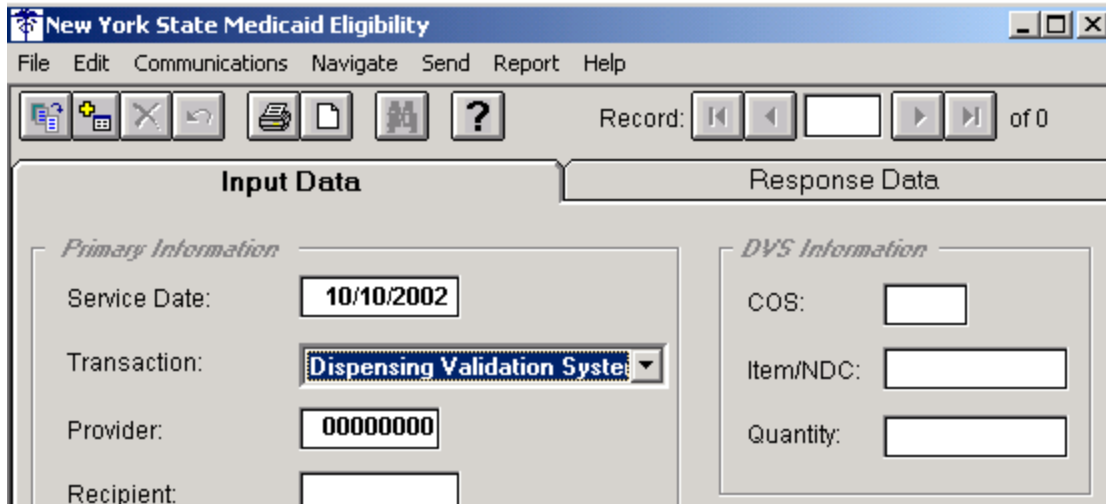 New York State Medicaid Eligibility
File Edit Communications Navigate Send Report Help
? Record: of 0
Input Data Response Data
Primary Information DVS Information
Service Date: 10/10/2002 COS:
Transaction: Dispensing Validation System Item/NDC:
Provider: 00000000 Quantity:
Recipient: